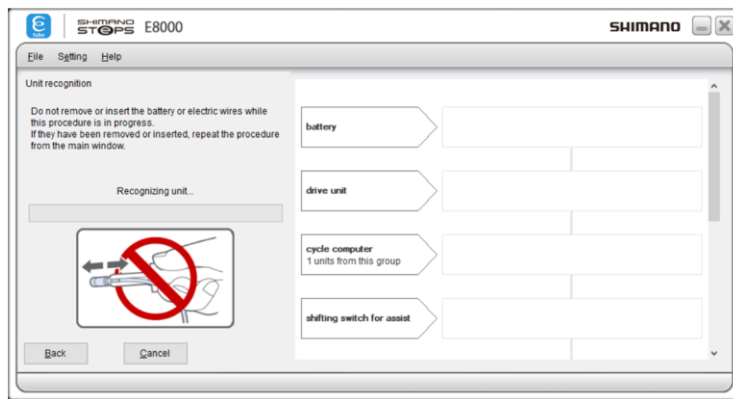 e
tube
SHIMANO
STEPS E8000
SHIMANO
File Setting Help
Unit recognition
Do not remove or insert the battery or electric wires while
this procedure is in progress.
If they have been removed or inserted, repeat the procedure
from the main window.
Recognizing unit...
Back Cancel
battery
drive unit
cycle computer
1 units from this group
shifting switch for assist